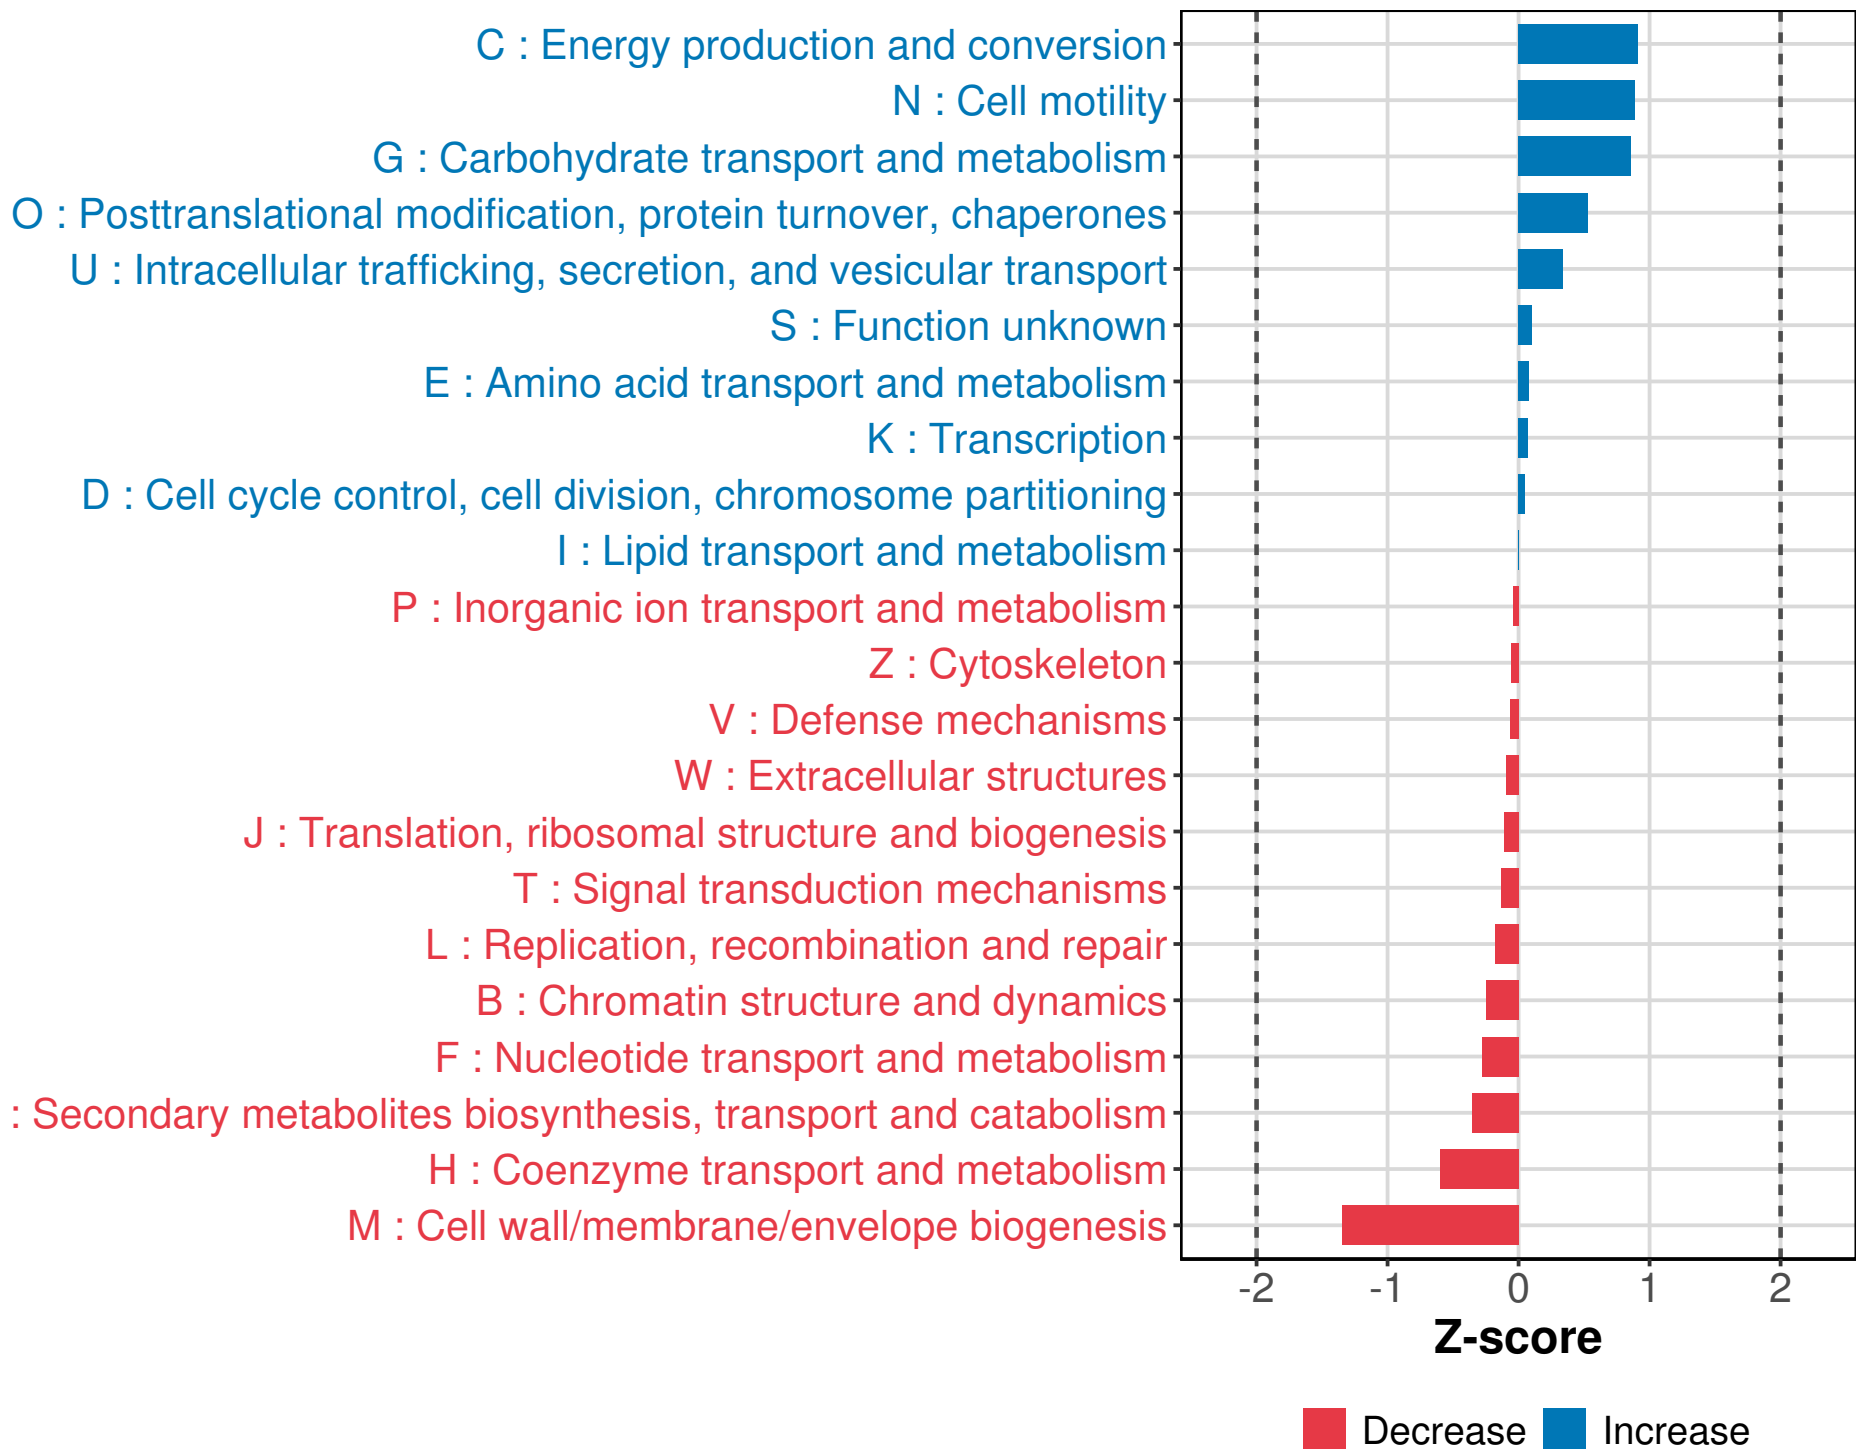 C : Energy production and conversion
N : Cell motility
G : Carbohydrate transport and metabolism
O : Posttranslational modification, protein turnover, chaperones
U : Intracellular trafficking, secretion, and vesicular transport
S : Function unknown
E : Amino acid transport and metabolism
K : Transcription
D : Cell cycle control, cell division, chromosome partitioning
I : Lipid transport and metabolism
P : Inorganic ion transport and metabolism
Z : Cytoskeleton
V : Defense mechanisms
W : Extracellular structures
J : Translation, ribosomal structure and biogenesis
T : Signal transduction mechanisms
L : Replication, recombination and repair
B : Chromatin structure and dynamics
F : Nucleotide transport and metabolism
: Secondary metabolites biosynthesis, transport and catabolism
H : Coenzyme transport and metabolism
M : Cell wall/membrane/envelope biogenesis
-2 -1 0 1 2
Z-score
Decrease Increase